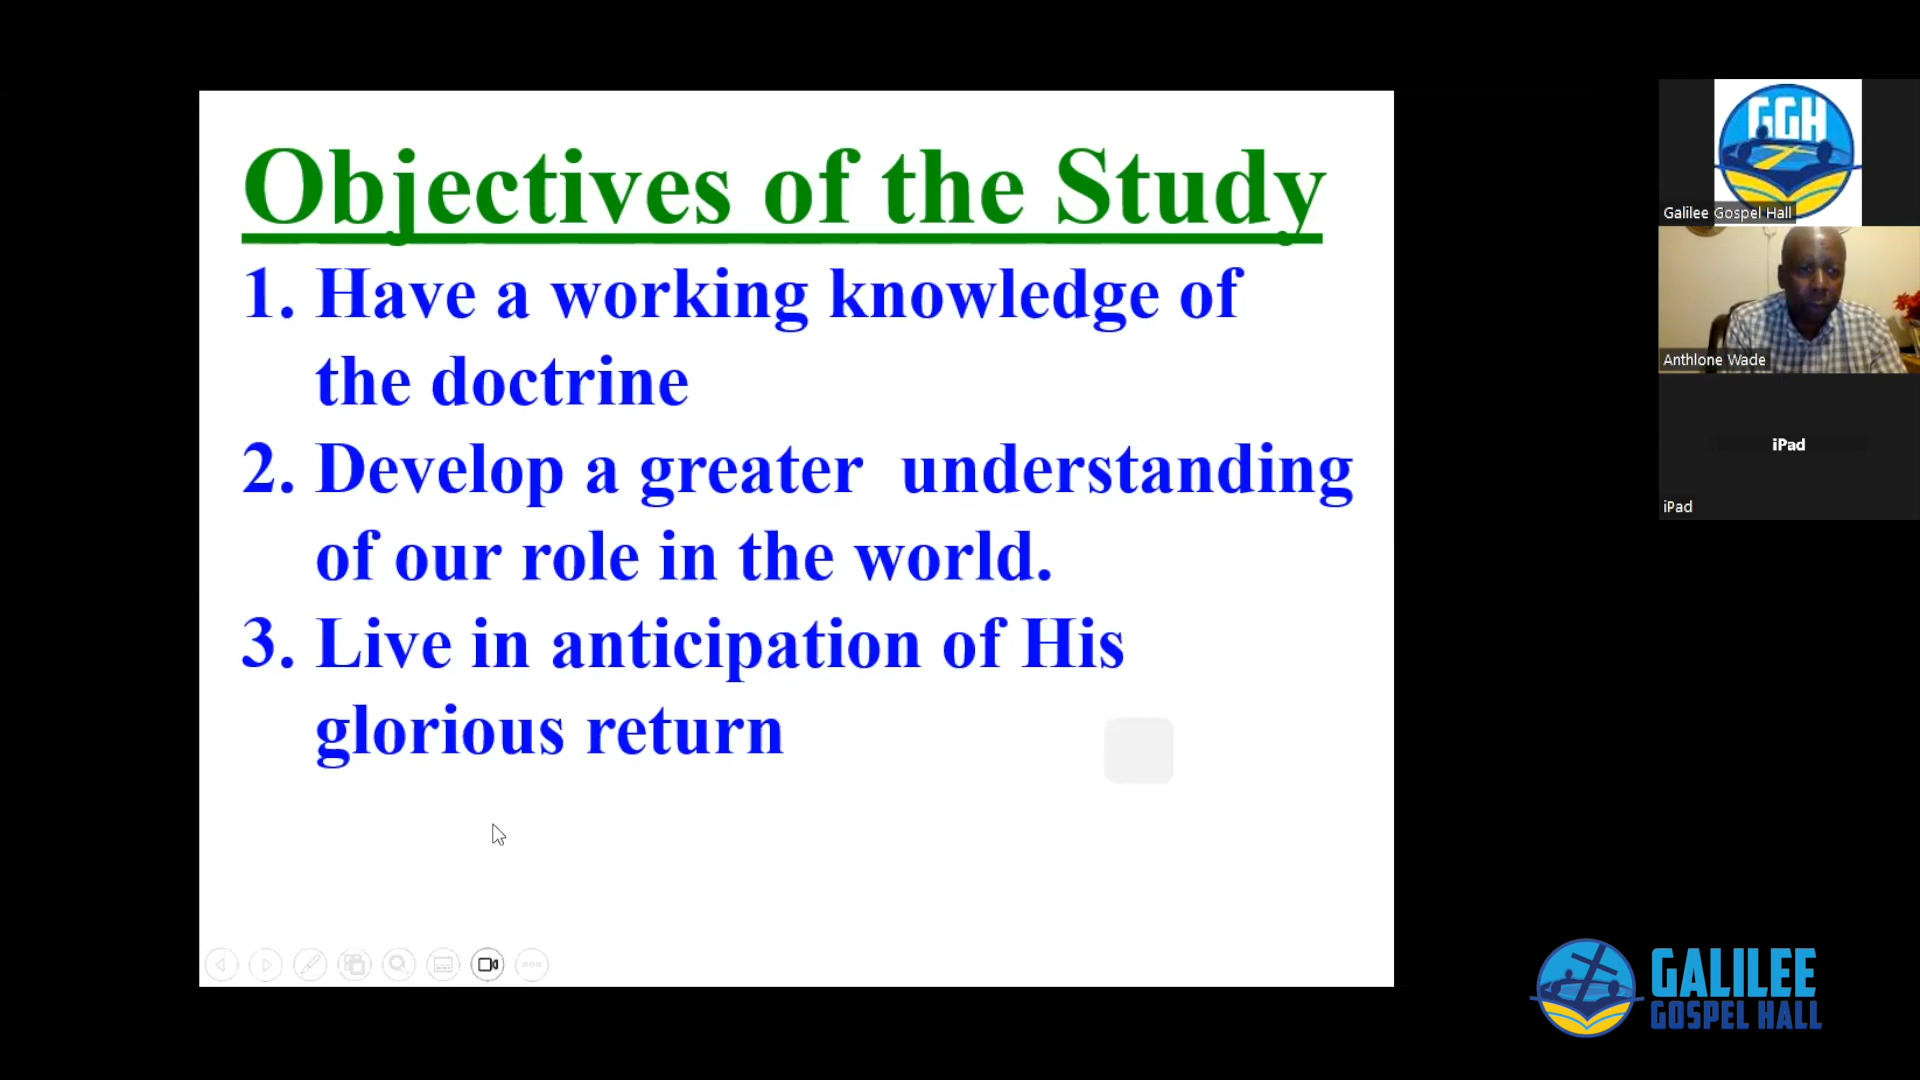 Objectives of the Study
1. Have a working knowledge of
the doctrine
2. Develop a greater  understanding
of our role in the world.
3. Live in anticipation of His
glorious return
GGH
Galilee Gospel Hall
Anthlone Wade
iPad
iPad
GALILEE
GOSPEL HALL